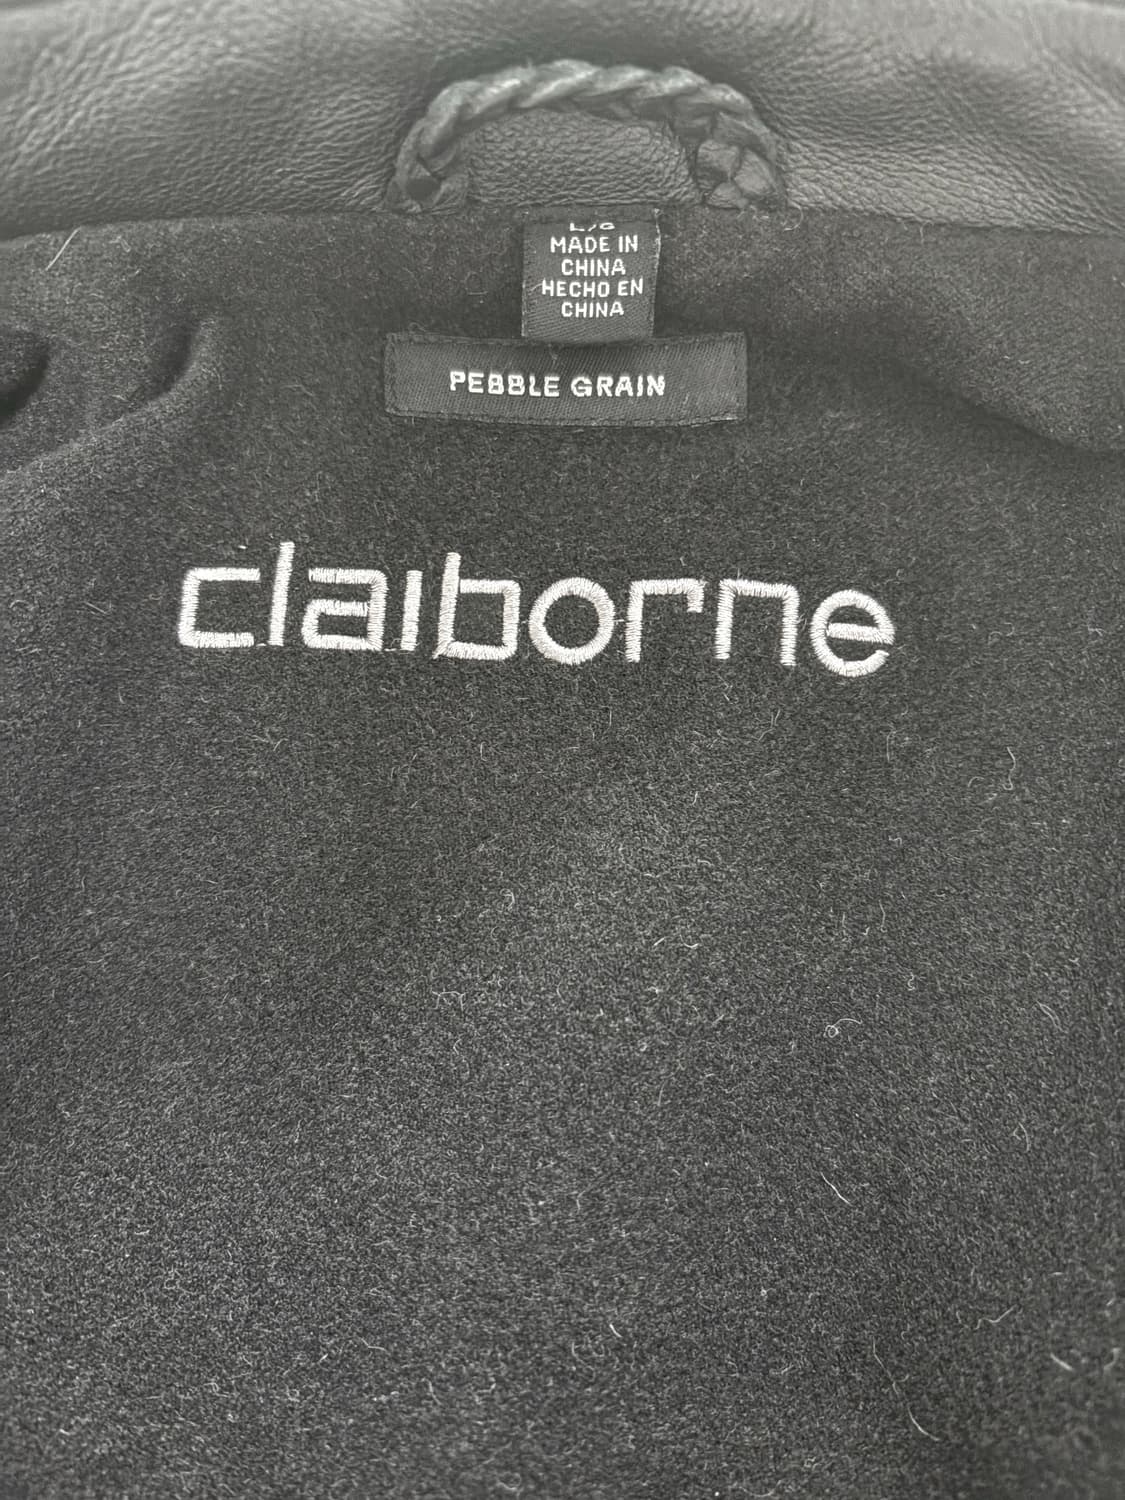 L/G
MADE IN
CHINA
HECHO EN
CHINA
PEBBLE GRAIN
claiborne